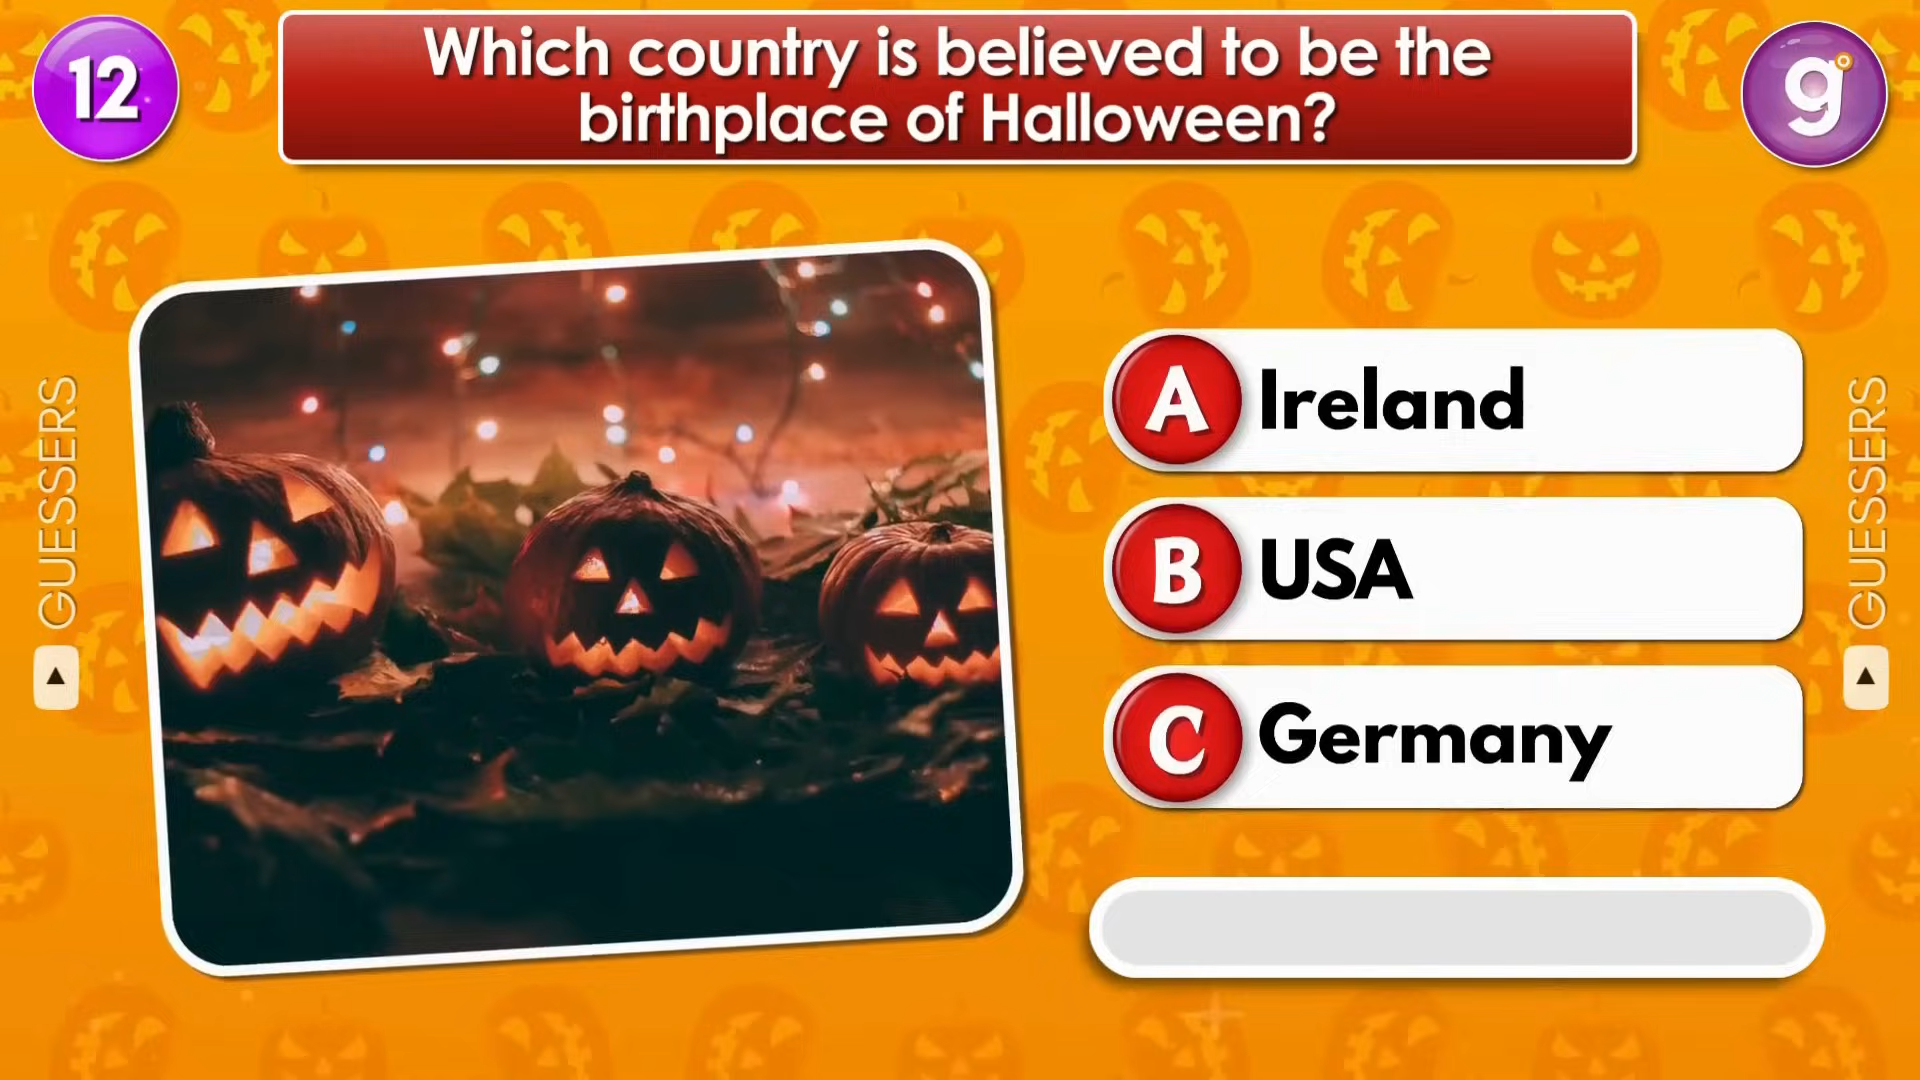 12
Which country is believed to be the
birthplace of Halloween?
g
GUESSERS
A Ireland
B USA
C Germany
GUESSERS